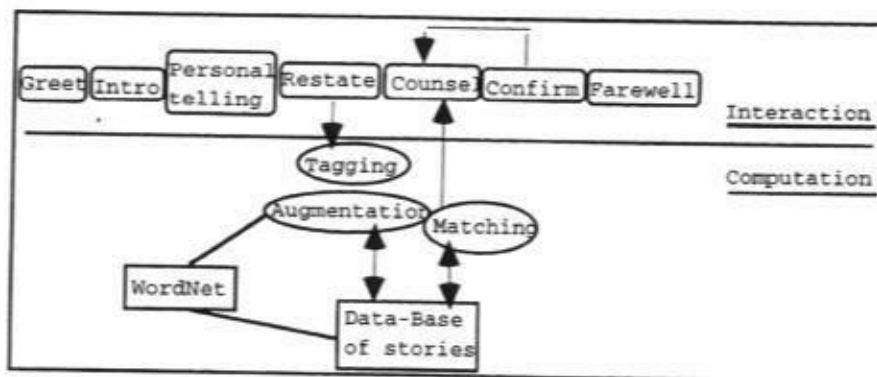 Greet
Intro
Personal
telling
Restate
Counsel
Confirm
Farewell
Interaction
Tagging
Computation
Augmentation
Matching
WordNet
Data-Base
of stories